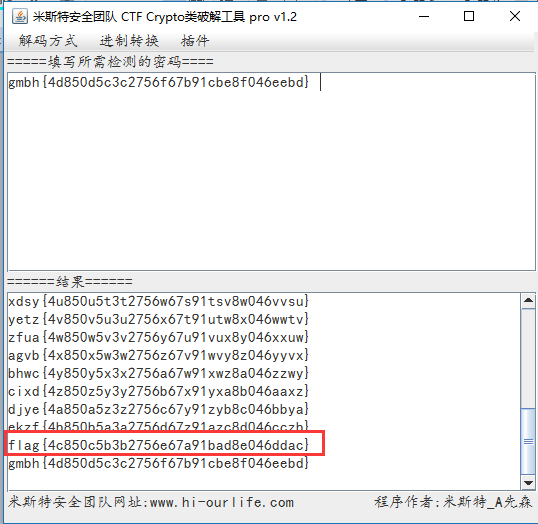 米斯特安全团队 CTF Crypto类破解工具 pro v1.2
解码方式 进制转换 插件
=====填写所需检测的密码====
gmbh{4d850d5c3c2756f67b91cbe8f046eebd}
======结果======
xdsy{4u850u5t3t2756w67s91tsv8w046vvsu}
yetz{4v850v5u3u2756x67t91utw8x046wwtv}
zfua{4w850w5v3v2756y67u91vux8y046xxuw}
agvb{4x850x5w3w2756z67v91wvy8z046yyvx}
bhwc{4y850y5x3x2756a67w91xwz8a046zzwy}
cixd{4z850z5y3y2756b67x91yxa8b046aaxz}
djye{4a850a5z3z2756c67y91zyb8c046bbya}
ekzf{4b850b5a3a2756d67z91azc8d046cczb}
flag{4c850c5b3b2756e67a91bad8e046ddac}
gmbh{4d850d5c3c2756f67b91cbe8f046eebd}
米斯特安全团队网址:www.hi-ourlife.com 程序作者:米斯特_A先森